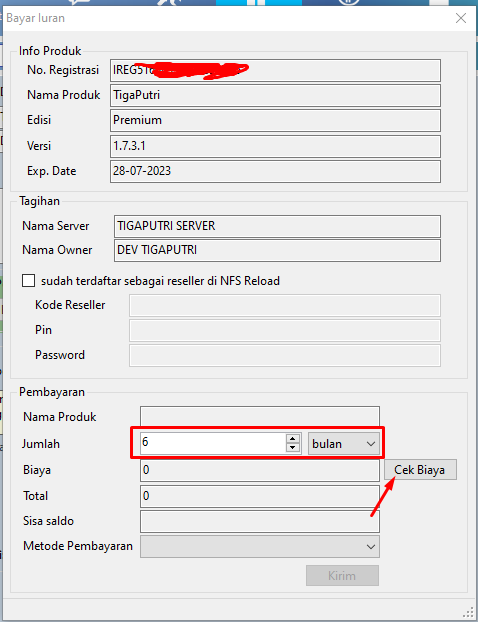 Bayar Iuran
Info Produk
No. Registrasi IREG516
Nama Produk TigaPutri
Edisi Premium
Versi 1.7.3.1
Exp. Date 28-07-2023
Tagihan
Nama Server TIGAPUTRI SERVER
Nama Owner DEV TIGAPUTRI
sudah terdaftar sebagai reseller di NFS Reload
Kode Reseller
Pin
Password
Pembayaran
Nama Produk
Jumlah 6 bulan
Biaya 0 Cek Biaya
Total 0
Sisa saldo
Metode Pembayaran
Kirim